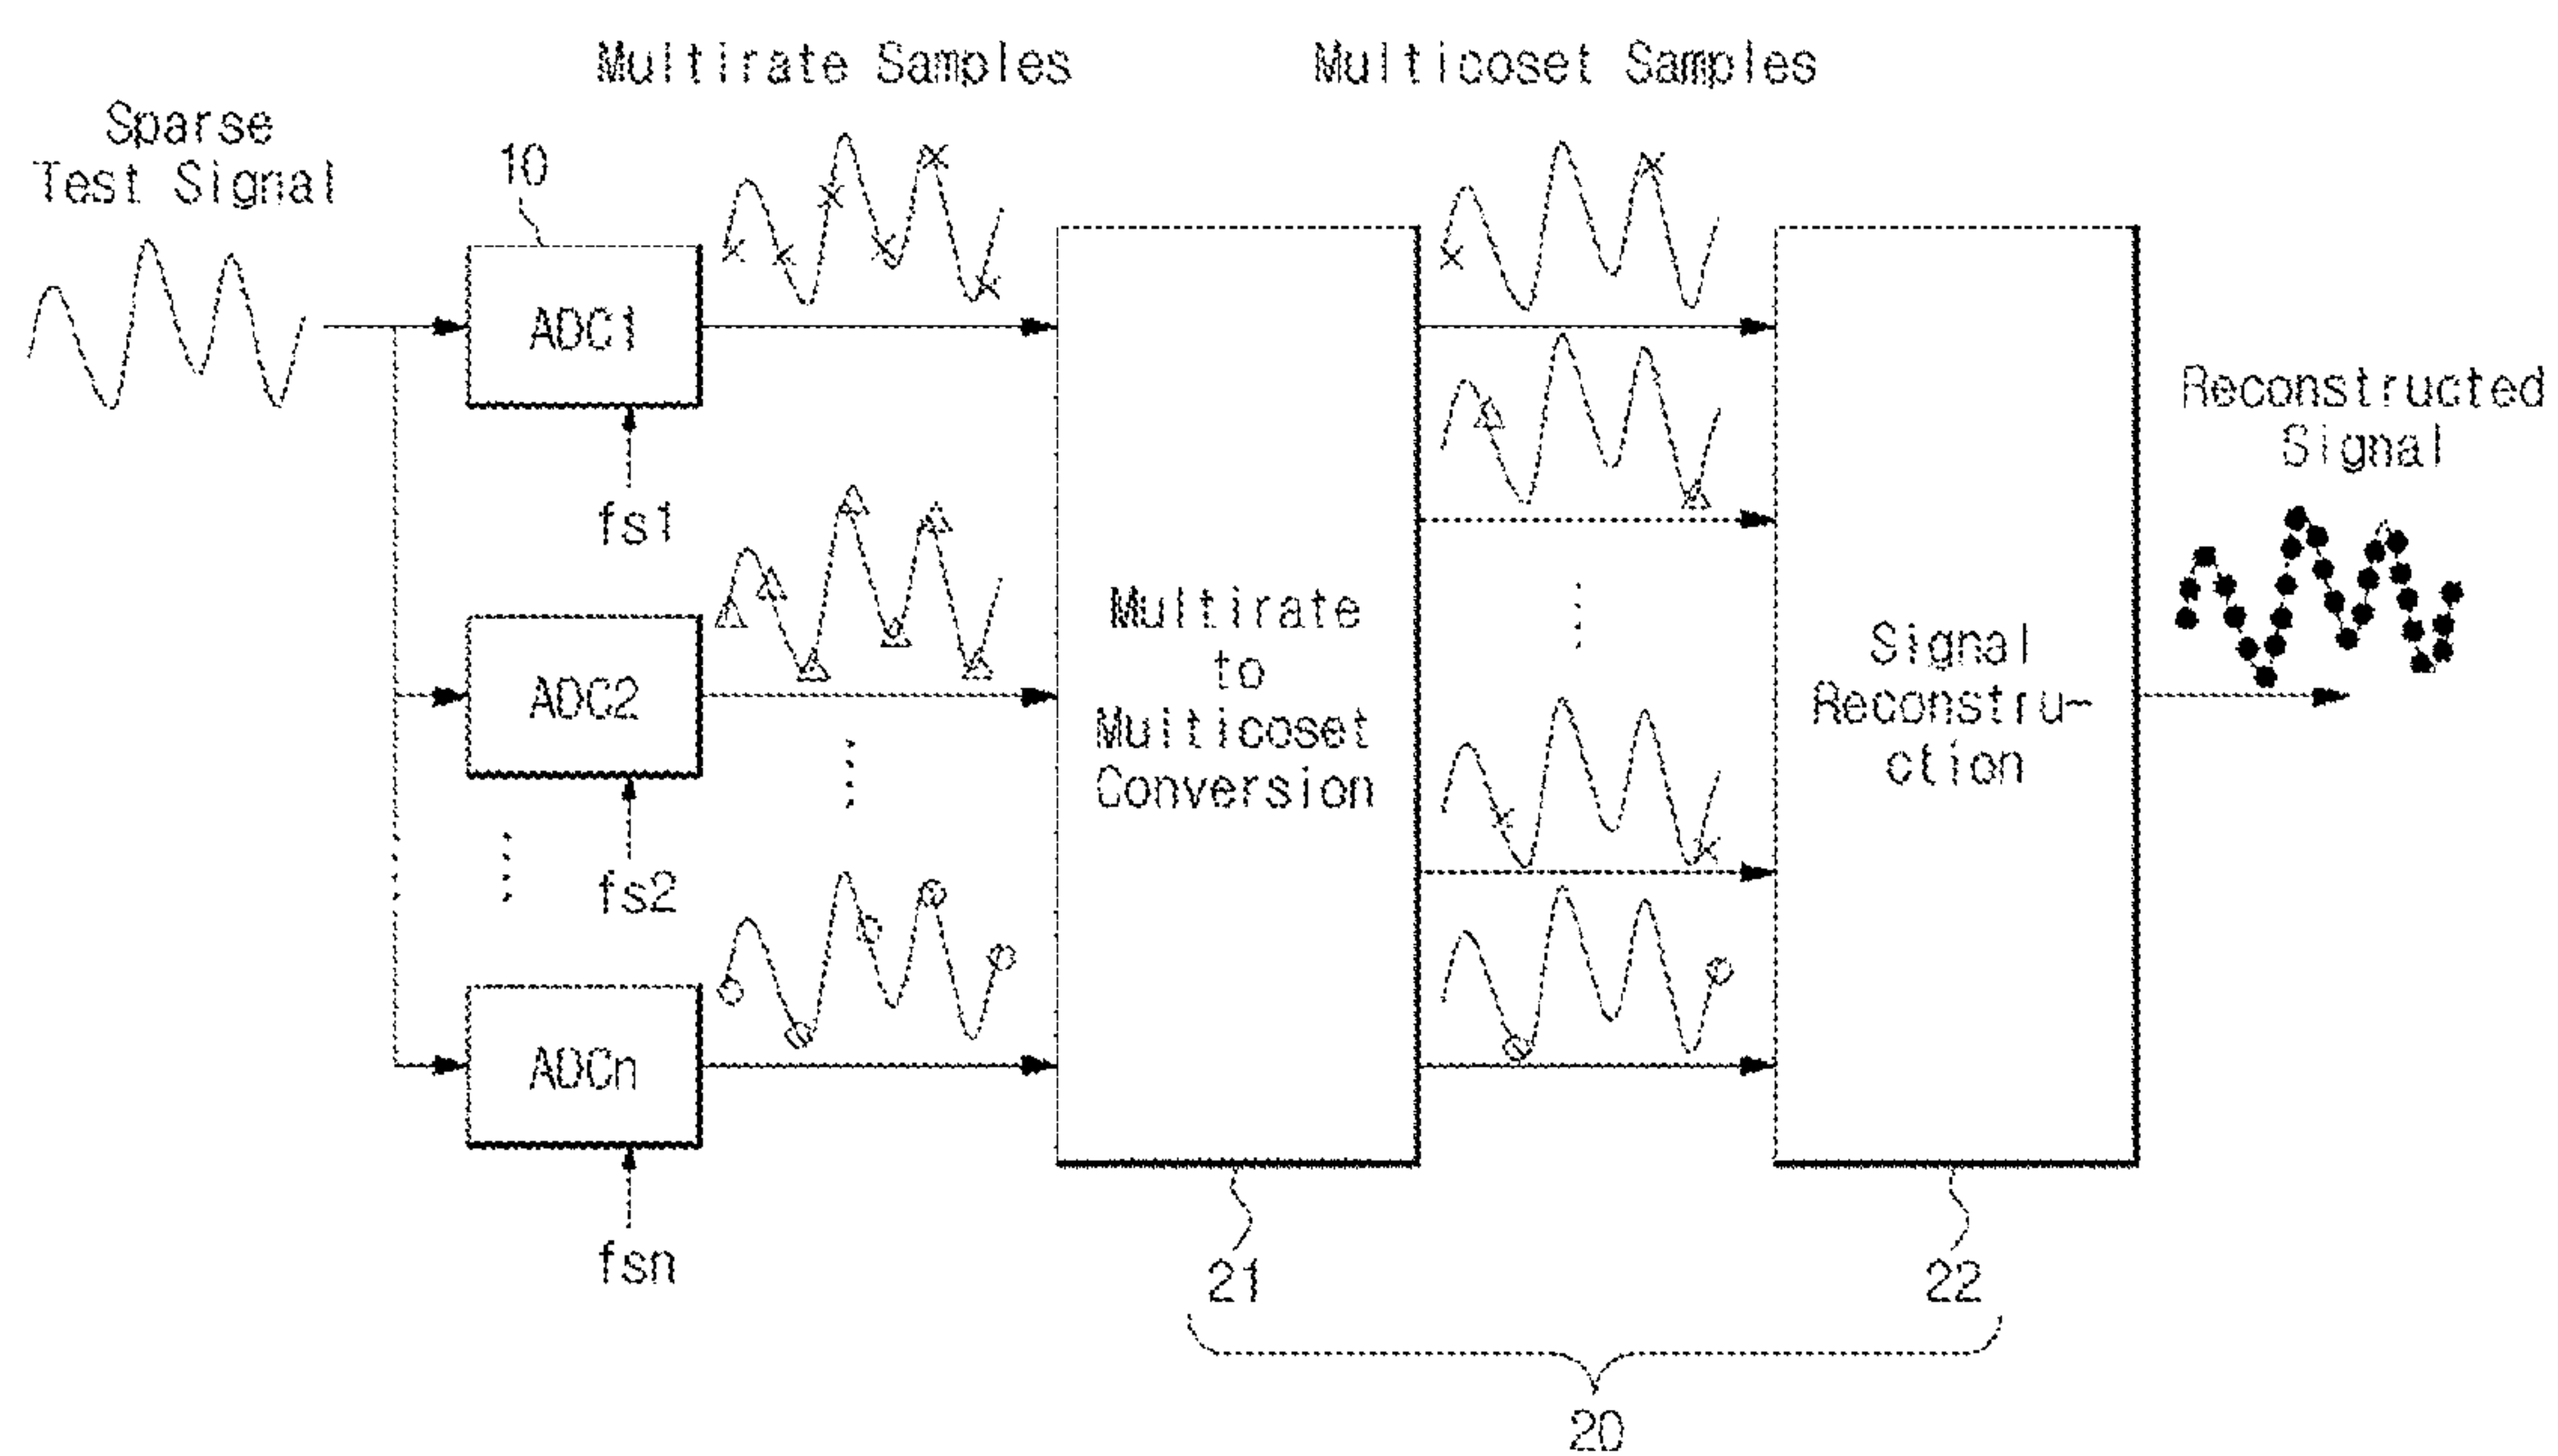 Multirate Samples
Multicoset Samples
Sparse
Test Signal
10
ADC1
fs1
Reconstructed
Signal
ADC2
fs2
Multirate
to
Multicoset
Conversion
Signal
Reconstru-
ction
ADCn
fsn
21
22
20